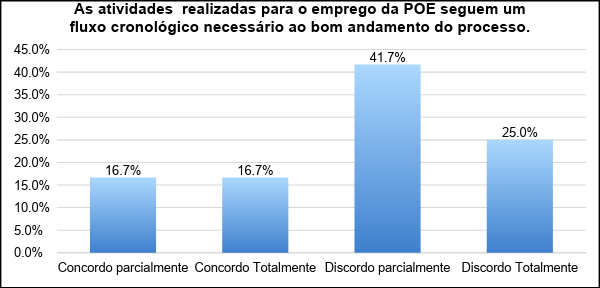 As atividades  realizadas para o emprego da POE seguem um
fluxo cronológico necessário ao bom andamento do processo.
45.0%
40.0%
35.0%
30.0%
25.0%
20.0%
15.0%
10.0%
5.0%
0.0%
16.7%
16.7%
41.7%
25.0%
Concordo parcialmente
Concordo Totalmente
Discordo parcialmente
Discordo Totalmente